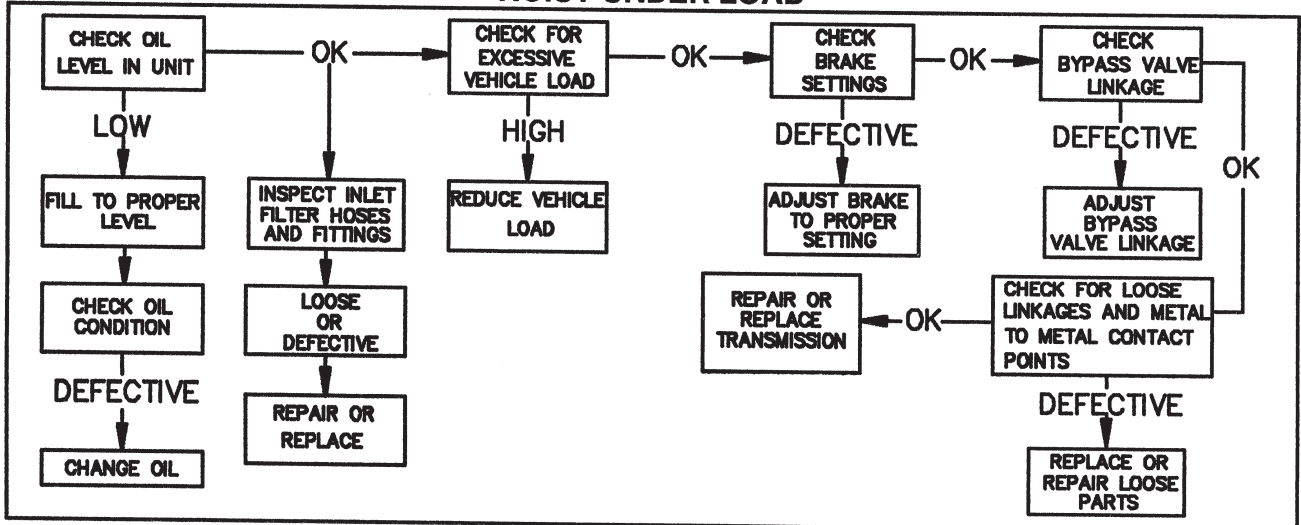 NOISY UNDER LOAD
CHECK OIL
LEVEL IN UNIT
OK
CHECK FOR
EXCESSIVE
VEHICLE LOAD
OK
CHECK
BRAKE
SETTINGS
OK
CHECK
BYPASS VALVE
LINKAGE
LOW
HIGH
DEFECTIVE
DEFECTIVE
OK
FILL TO PROPER
LEVEL
INSPECT INLET
FILTER HOSES
AND FITTINGS
REDUCE VEHICLE
LOAD
ADJUST BRAKE
TO PROPER
SETTING
ADJUST
BYPASS
VALVE LINKAGE
CHECK OIL
CONDITION
LOOSE
OR
DEFECTIVE
REPAIR OR
REPLACE
TRANSMISSION
OK
CHECK FOR LOOSE
LINKAGES AND METAL
TO METAL CONTACT
POINTS
DEFECTIVE
REPAIR OR
REPLACE
DEFECTIVE
CHANGE OIL
REPLACE OR
REPAIR LOOSE
PARTS